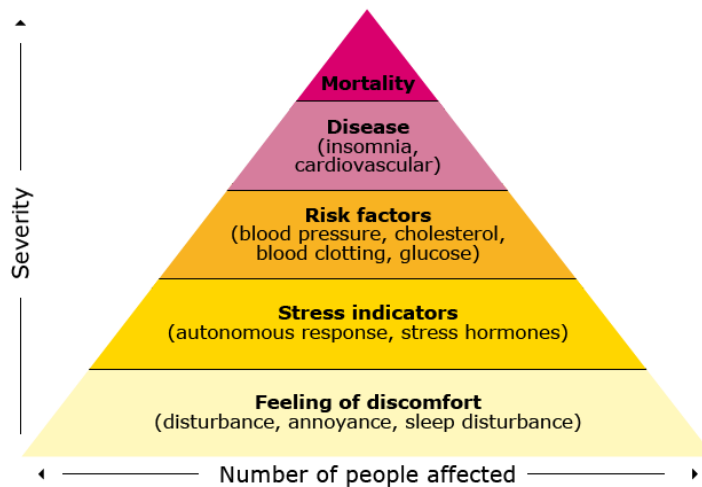 Mortality
Disease
(insomnia,
cardiovascular)
Risk factors
(blood pressure, cholesterol,
blood clotting, glucose)
Stress indicators
(autonomous response, stress hormones)
Feeling of discomfort
(disturbance, annoyance, sleep disturbance)
Severity
Number of people affected